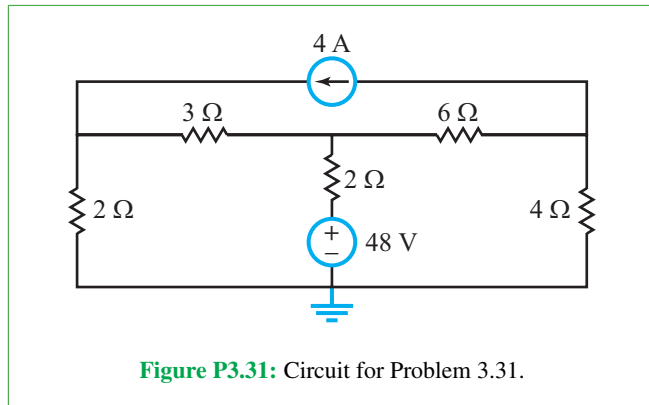 4 A
3 Ω
6 Ω
2 Ω
2 Ω
4 Ω
+
−
48 V
Figure P3.31: Circuit for Problem 3.31.